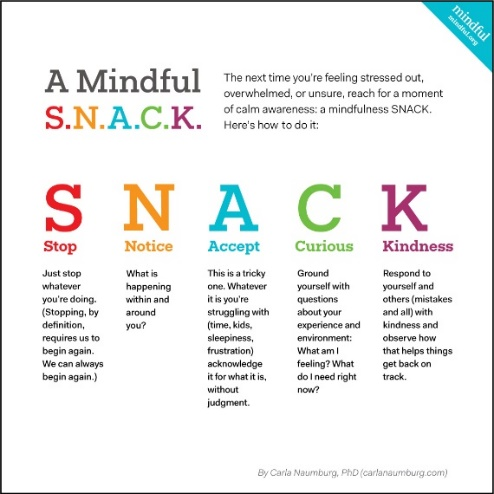 mindful
mindful.org
A Mindful
S.N.A.C.K.
The next time you're feeling stressed out,
overwhelmed, or unsure, reach for a moment
of calm awareness: a mindfulness SNACK.
Here's how to do it:
S
Stop
Just stop
whatever
you're doing.
(Stopping, by
definition,
requires us to
begin again.
We can always
begin again.)
N
Notice
What is
happening
within and
around
you?
A
Accept
This is a tricky
one. Whatever
it is you're
struggling with
(time, kids,
sleepiness,
frustration)
acknowledge
it for what it is,
without
judgment.
C
Curious
Ground
yourself with
questions
about your
experience and
environment:
What am I
feeling? What
do I need right
now?
K
Kindness
Respond to
yourself and
others (mistakes
and all) with
kindness and
observe how
that helps things
get back on
track.
By Carla Naumburg, PhD (carlanaumburg.com)